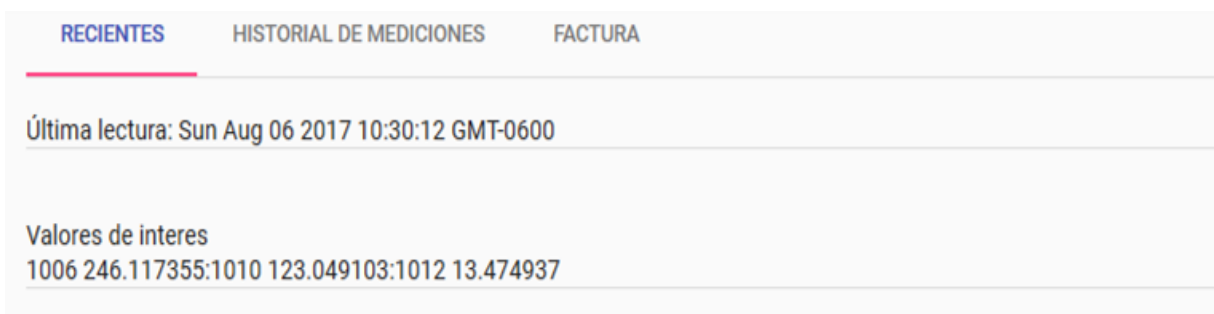 RECIENTES HISTORIAL DE MEDICIONES FACTURA
Última lectura: Sun Aug 06 2017 10:30:12 GMT-0600
Valores de interes
1006 246.117355:1010 123.049103:1012 13.474937